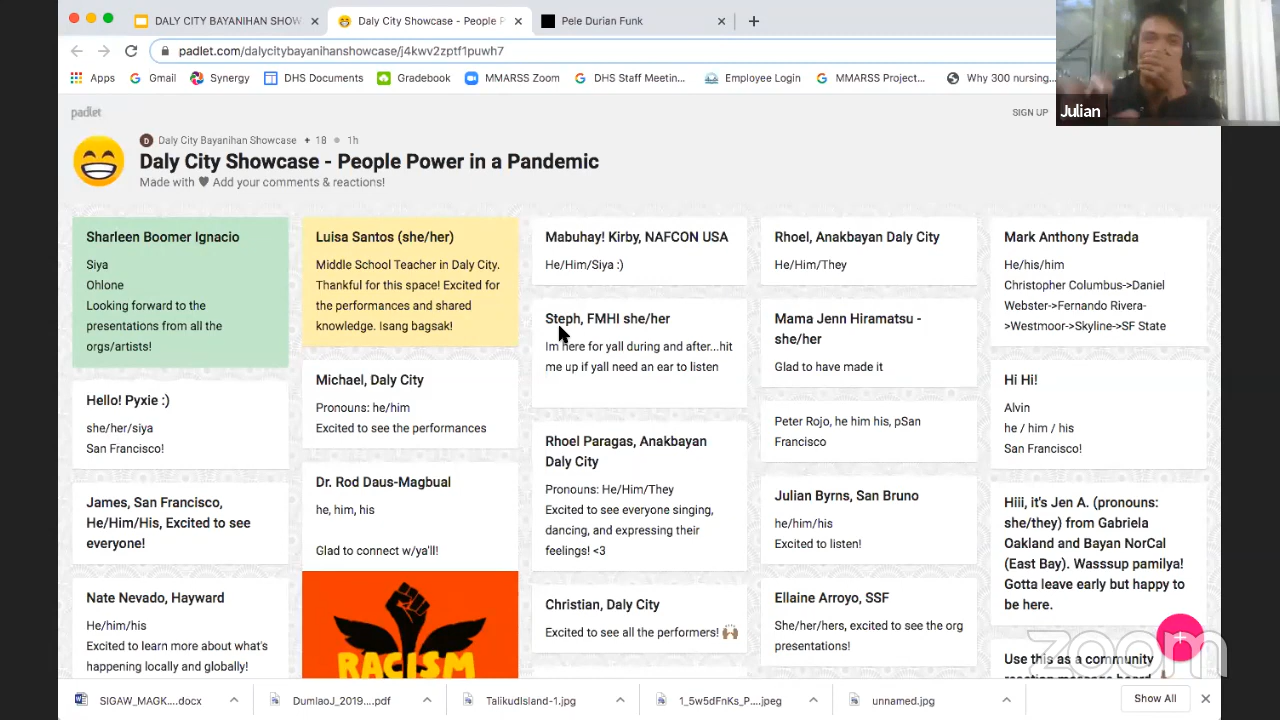 DALY CITY BAYANIHAN SHOW
Daly City Showcase - People P
Pele Durian Funk
padlet.com/dalycitybayanihanshowcase/j4kwv2zptf1puwh7
Apps
Gmail
Synergy
DHS Documents
Gradebook
MMARSS Zoom
DHS Staff Meetin...
Employee Login
MMARSS Project...
Why 300 nursing...
Julian
padlet
SIGN UP
D Daly City Bayanihan Showcase + 18 1h
Daly City Showcase - People Power in a Pandemic
Made with ♥ Add your comments & reactions!
Sharleen Boomer Ignacio
Siya
Ohlone
Looking forward to the
presentations from all the
orgs/artists!
Hello! Pyxie :)
she/her/siya
San Francisco!
James, San Francisco,
He/Him/His, Excited to see
everyone!
Nate Nevado, Hayward
He/him/his
Excited to learn more about what's
happening locally and globally!
Luisa Santos (she/her)
Middle School Teacher in Daly City.
Thankful for this space! Excited for
the performances and shared
knowledge. Isang bagsak!
Michael, Daly City
Pronouns: he/him
Excited to see the performances
Dr. Rod Daus-Magbual
he, him, his
Glad to connect w/ya'll!
RACISM
Mabuhay! Kirby, NAFCON USA
He/Him/Siya :)
Steph, FMHI she/her
Im here for yall during and after...hit
me up if yall need an ear to listen
Rhoel Paragas, Anakbayan
Daly City
Pronouns: He/Him/They
Excited to see everyone singing,
dancing, and expressing their
feelings! <3
Christian, Daly City
Excited to see all the performers! 🙌🏽
Rhoel, Anakbayan Daly City
He/Him/They
Mama Jenn Hiramatsu -
she/her
Glad to have made it
Peter Rojo, he him his, pSan
Francisco
Julian Byrns, San Bruno
he/him/his
Excited to listen!
Ellaine Arroyo, SSF
She/her/hers, excited to see the org
presentations!
Mark Anthony Estrada
He/his/him
Christopher Columbus->Daniel
Webster->Fernando Rivera-
>Westmoor->Skyline->SF State
Hi Hi!
Alvin
he / him / his
San Francisco!
Hiii, it's Jen A. (pronouns:
she/they) from Gabriela
Oakland and Bayan NorCal
(East Bay). Wasssup pamilya!
Gotta leave early but happy to
be here.
Use this as a community
reaction message board
zoom
SIGAW_MAGK....docx
DumlaoJ_2019....pdf
TalikudIsland-1.jpg
1_5w5dFnKs_P....jpeg
unnamed.jpg
Show All